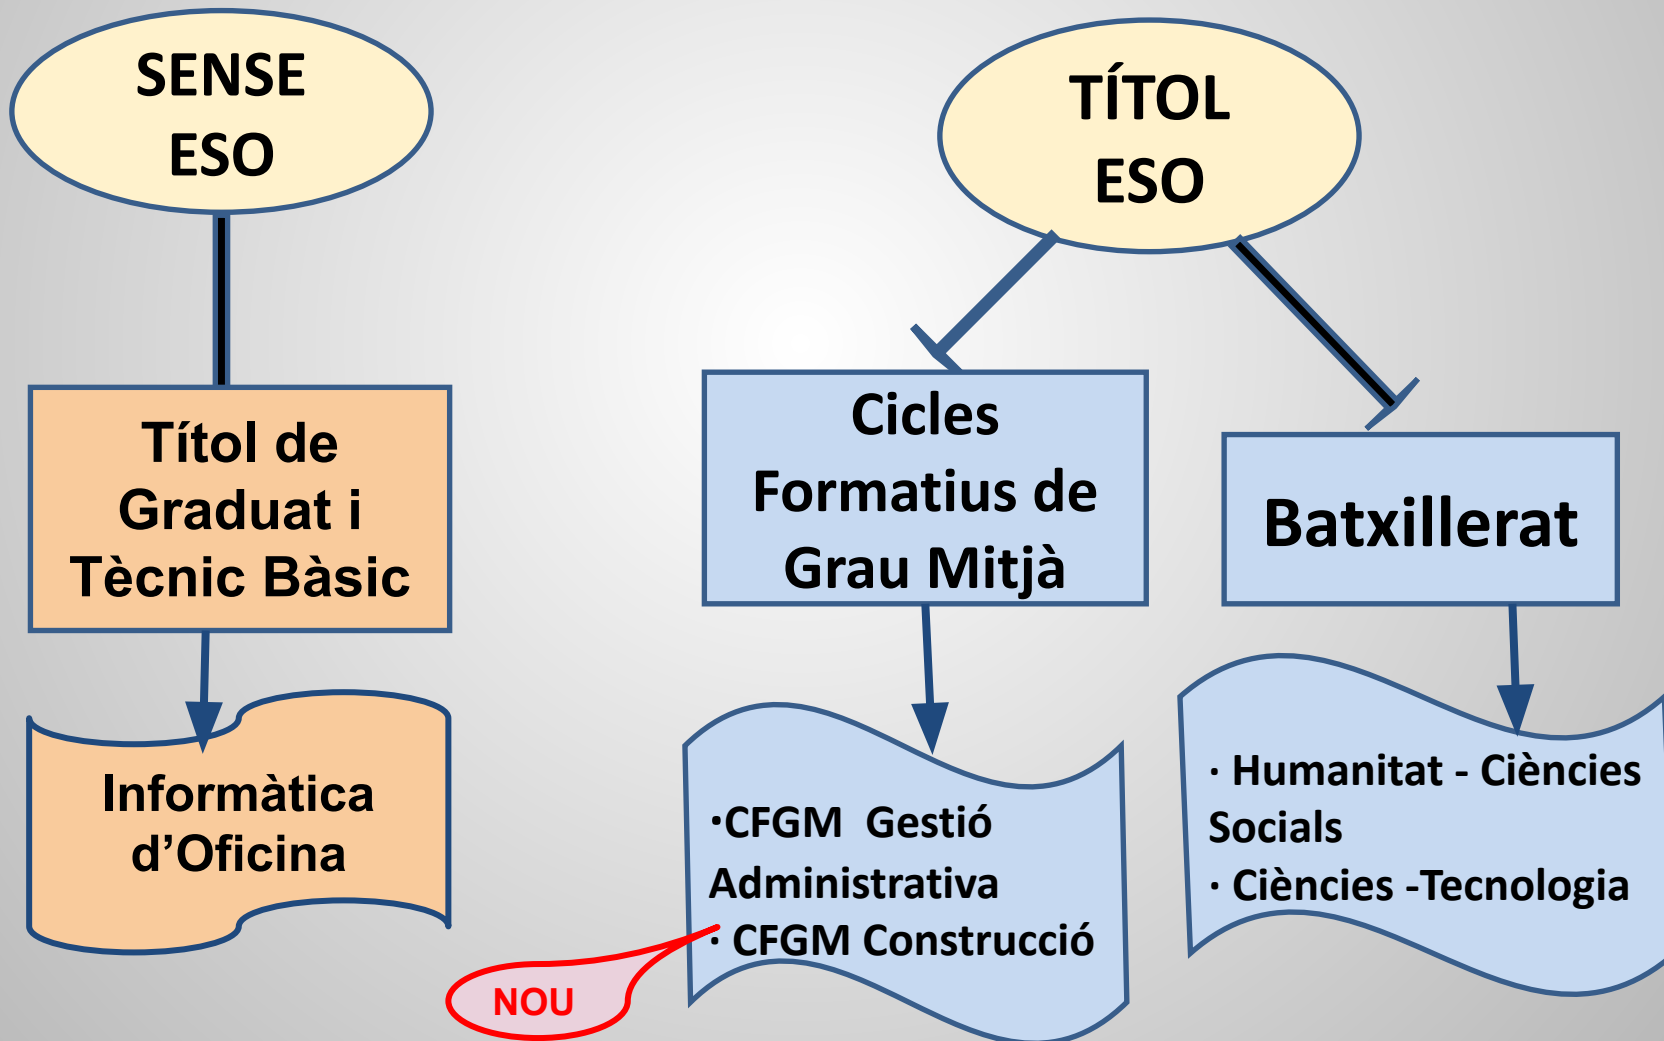 SENSE
ESO
TÍTOL
ESO
Títol de
Graduat i
Tècnic Bàsic
Cicles
Formatius de
Grau Mitjà
Batxillerat
Informàtica
d’Oficina
·CFGM  Gestió
Administrativa
· CFGM Construcció
NOU
· Humanitat - Ciències
Socials
· Ciències -Tecnologia